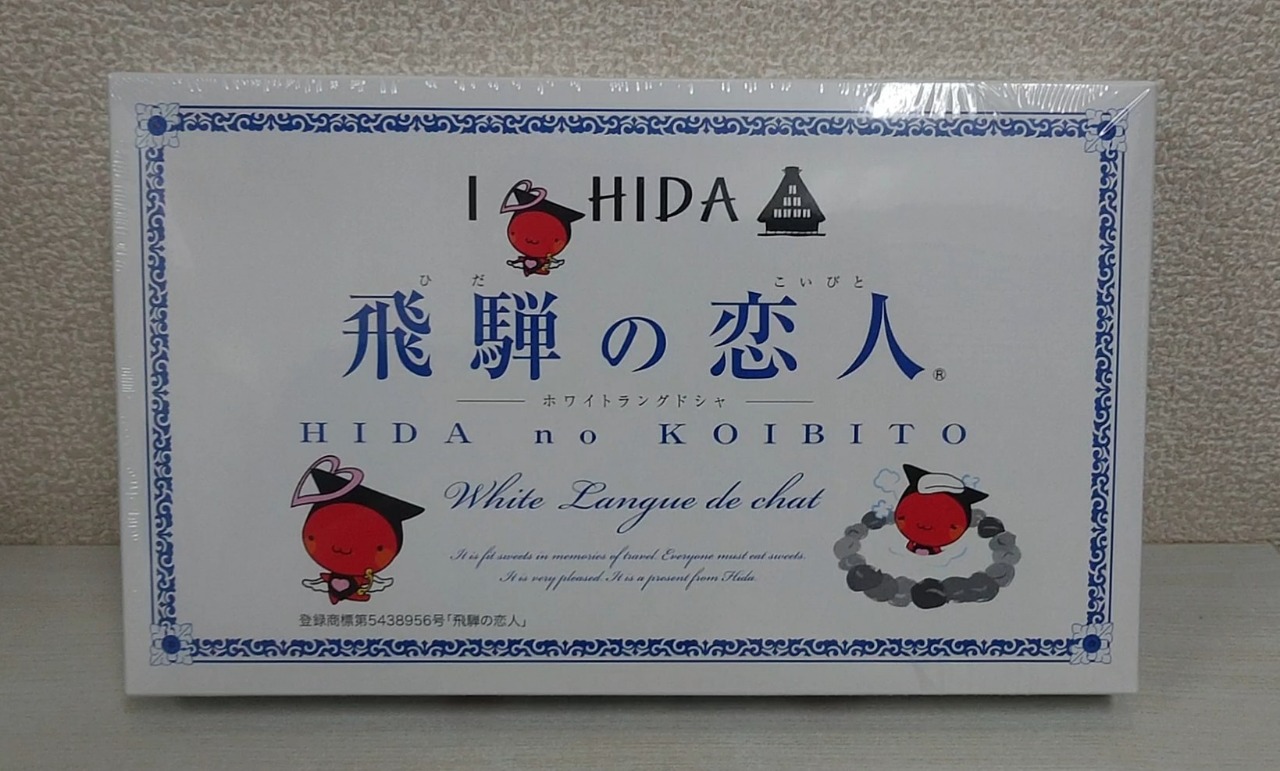 I HIDA
ひだ こいびと
飛騨の恋人®
ホワイトラングドシャ
HIDA no KOIBITO
White Langue de chat
It is fit sweets in memories of travel. Everyone must eat sweets.
It is very pleased. It is a present from Hida.
登録商標第5438956号「飛騨の恋人」